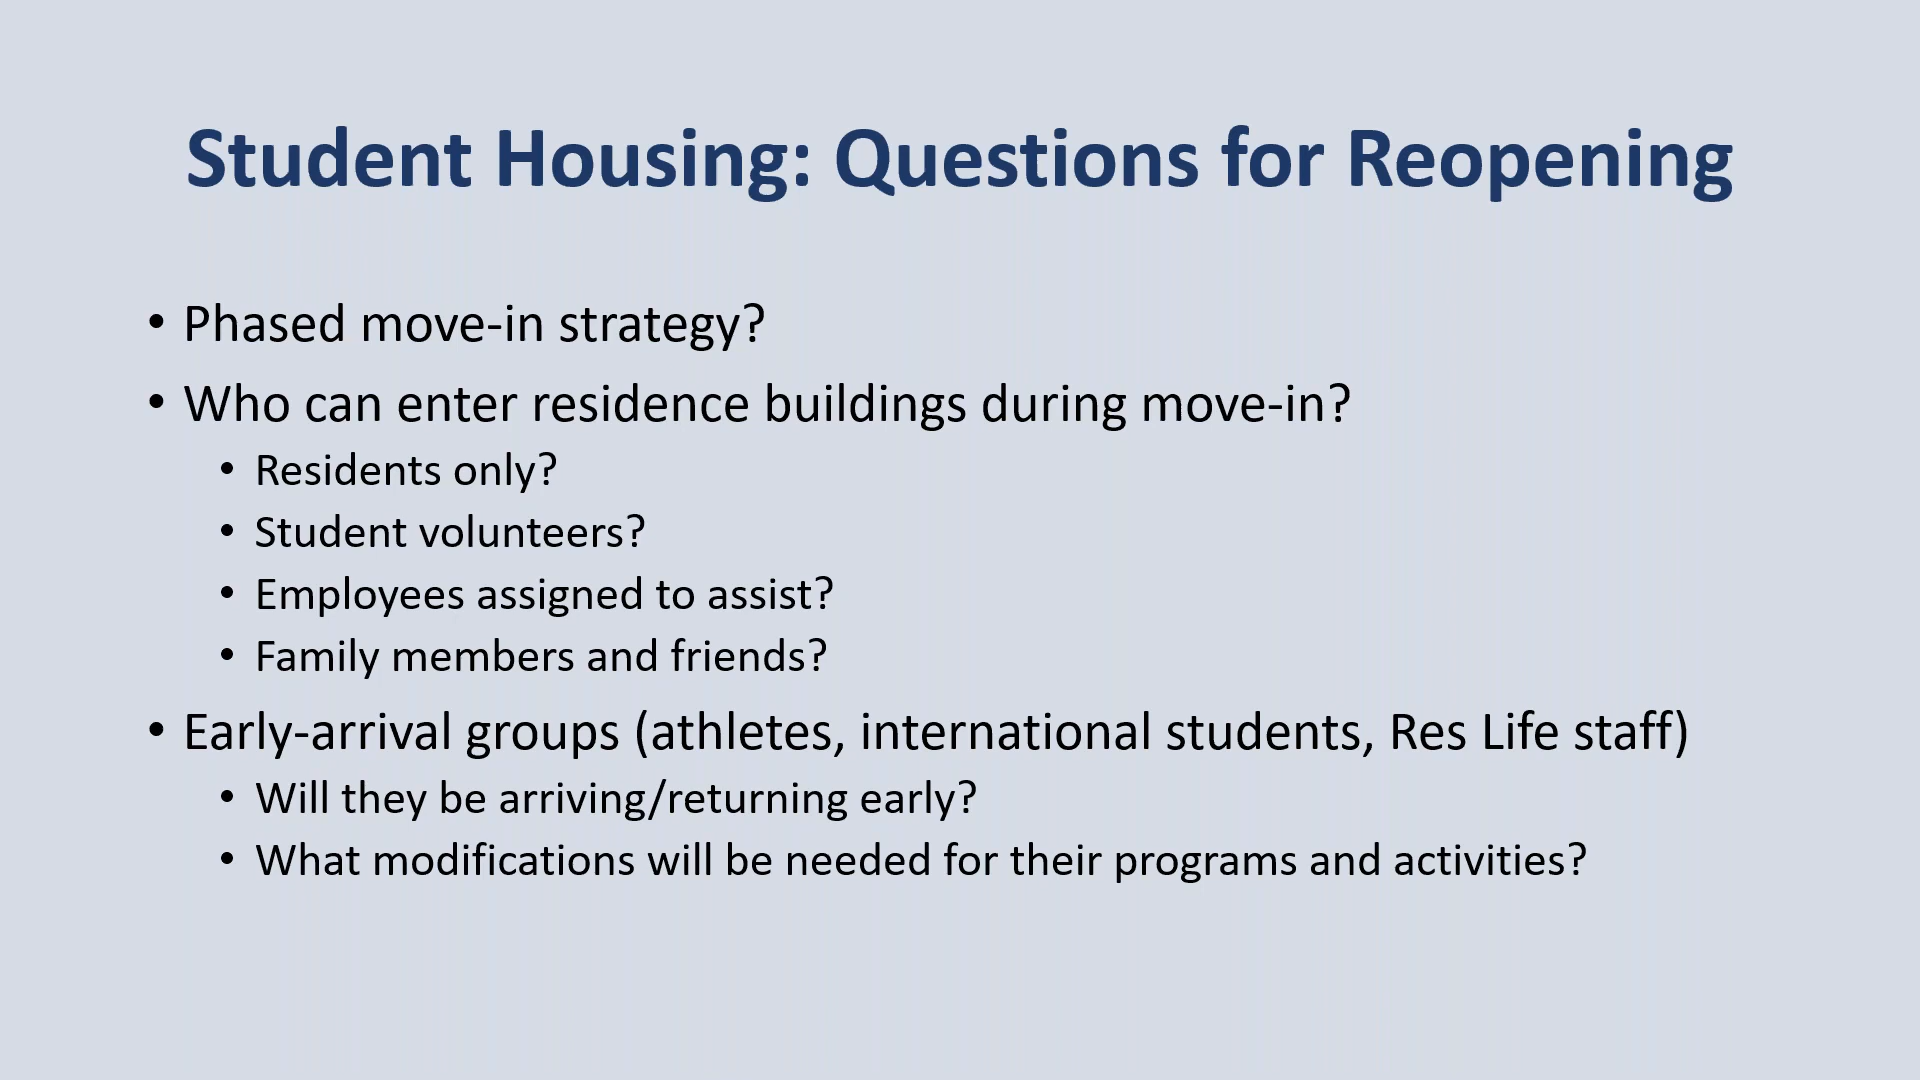 Student Housing: Questions for Reopening
• Phased move-in strategy?
• Who can enter residence buildings during move-in?
• Residents only?
• Student volunteers?
• Employees assigned to assist?
• Family members and friends?
• Early-arrival groups (athletes, international students, Res Life staff)
• Will they be arriving/returning early?
• What modifications will be needed for their programs and activities?